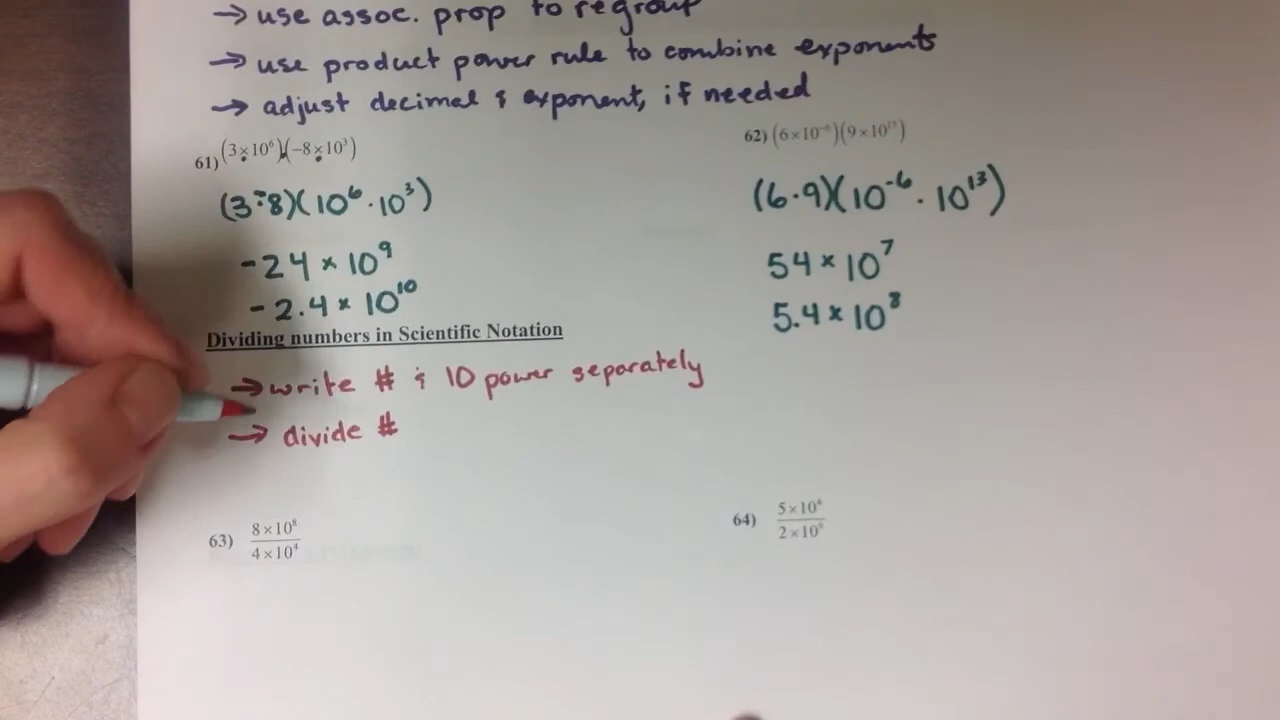 → use assoc. prop to regroup
→ use product power rule to combine exponents
→ adjust decimal & exponent, if needed
61) (3×10⁶)(−8×10³)
(3·-8)(10⁶·10³)
-24 × 10⁹
-2.4 × 10¹⁰
62) (6×10⁻⁶)(9×10¹³)
(6·9)(10⁻⁶·10¹³)
54 × 10⁷
5.4 × 10⁸
Dividing numbers in Scientific Notation
→ write # & 10 power separately
→ divide #
63) 8×10⁸
4×10⁴
64) 5×10⁴
2×10⁹